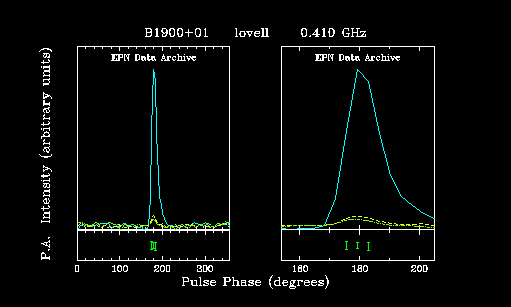 B1900+01 lovell 0.410 GHz
EPN Data Archive EPN Data Archive
P.A. Intensity (arbitrary units)
0 100 200 300 160 180 200
Pulse Phase (degrees)